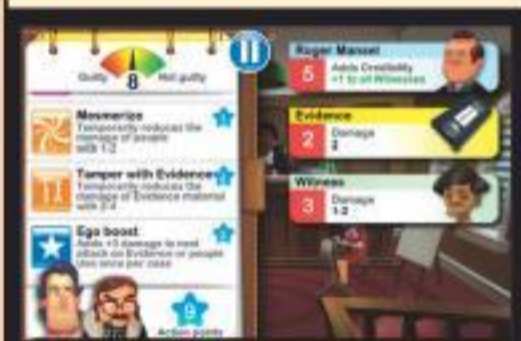 Guilty 8 Not guilty
Mesmerize
Temporarily reduces the
damage of people
with 1-2
Tamper with Evidence
Temporarily reduces the
damage of Evidence material
with 2-4
Ego boost
Adds +3 damage to next
attack on Evidence or people
Use once per case
9
Action points
Roger Mansel
5
Adds Credibility
+1 to all Witnesses
Evidence
2
Damage
2
Witness
3
Damage
1-2